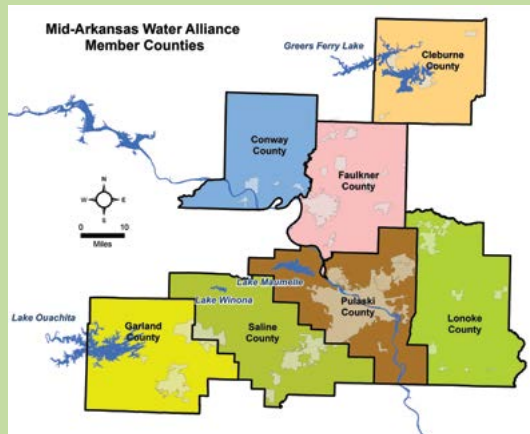 Mid-Arkansas Water Alliance
Member Counties
Greers Ferry Lake
Cleburne
County
Conway
County
Faulkner
County
N
W
E
S
0
10
Miles
Lake Maumelle
Lake Winona
Pulaski
County
Lake Ouachita
Garland
County
Saline
County
Lonoke
County